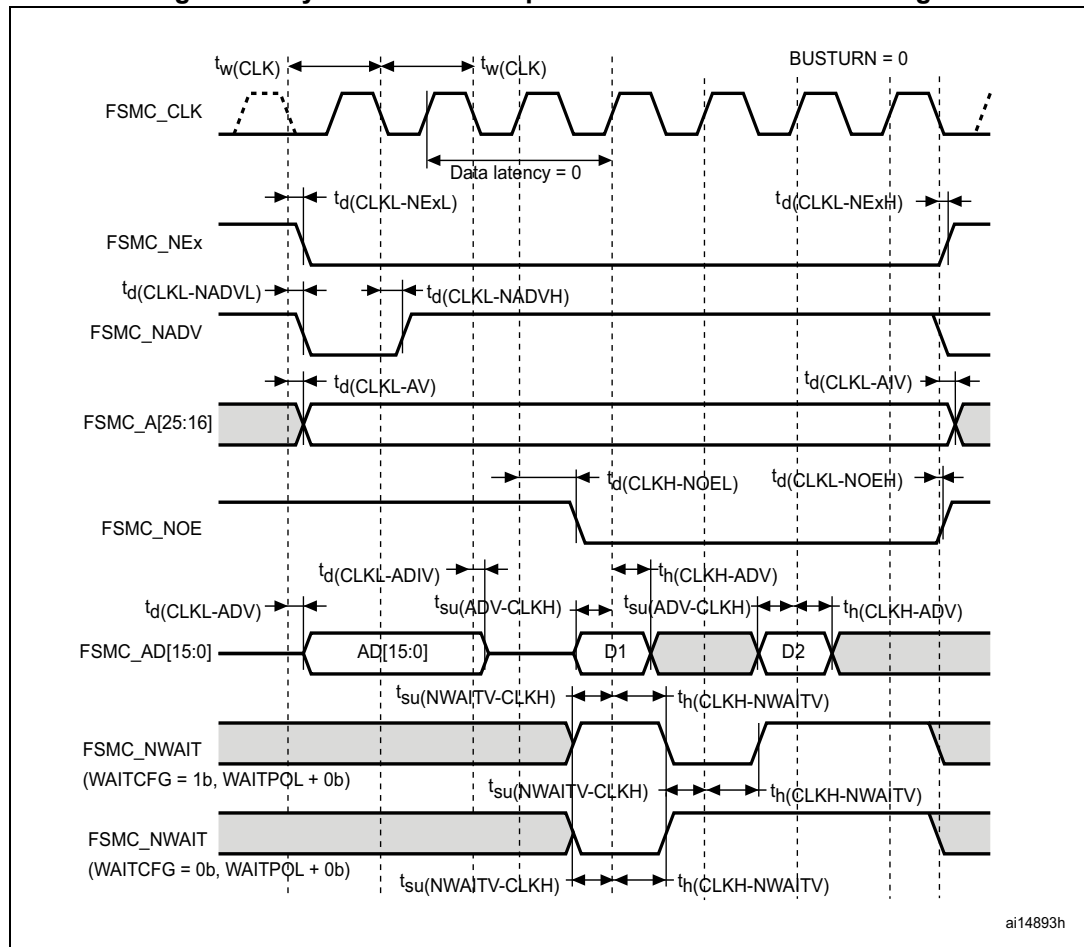 tw(CLK)
tw(CLK)
BUSTURN = 0
FSMC_CLK
Data latency = 0
td(CLKL-NExL)
td(CLKL-NExH)
FSMC_NEx
td(CLKL-NADVL)
td(CLKL-NADVH)
FSMC_NADV
td(CLKL-AV)
td(CLKL-AIV)
FSMC_A[25:16]
td(CLKH-NOEL)
td(CLKL-NOEH)
FSMC_NOE
td(CLKL-ADIV)
th(CLKH-ADV)
td(CLKL-ADV)
tsu(ADV-CLKH)
tsu(ADV-CLKH)
th(CLKH-ADV)
FSMC_AD[15:0]
AD[15:0]
D1
D2
tsu(NWAITV-CLKH)
th(CLKH-NWAITV)
FSMC_NWAIT
(WAITCFG = 1b, WAITPOL + 0b)
tsu(NWAITV-CLKH)
th(CLKH-NWAITV)
FSMC_NWAIT
(WAITCFG = 0b, WAITPOL + 0b)
tsu(NWAITV-CLKH)
th(CLKH-NWAITV)
ai14893h